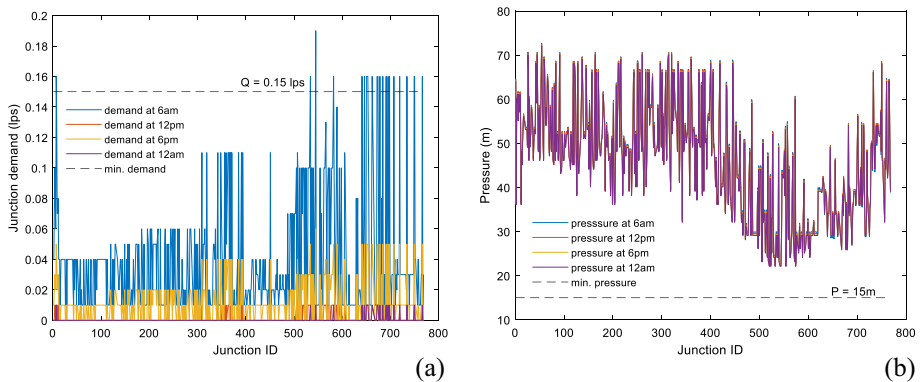 0.2
0.18
0.16
0.14
0.12
0.1
0.08
0.06
0.04
0.02
0
Junction demand (lps)
Q = 0.15 lps
demand at 6am
demand at 12pm
demand at 6pm
demand at 12am
min. demand
0 100 200 300 400 500 600 700 800
Junction ID
(a)
80
70
60
50
40
30
20
10
Pressure (m)
presssure at 6am
pressure at 12pm
pressure at 6pm
pressure at 12am
min. pressure
P = 15m
0 100 200 300 400 500 600 700 800
Junction ID
(b)